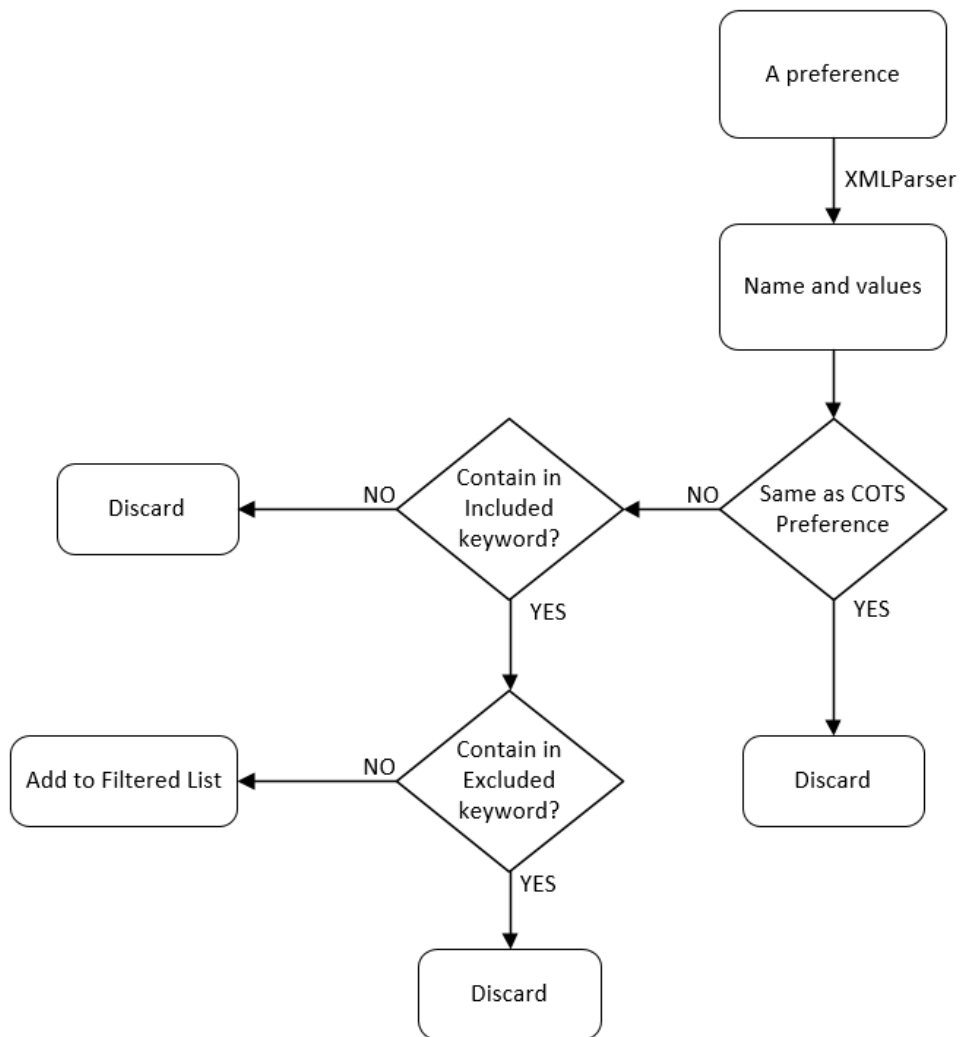 A preference
XMLParser
Name and values
Same as COTS
Preference
NO
YES
Contain in
Included
keyword?
NO
YES
Discard
Discard
Contain in
Excluded
keyword?
NO
YES
Add to Filtered List
Discard